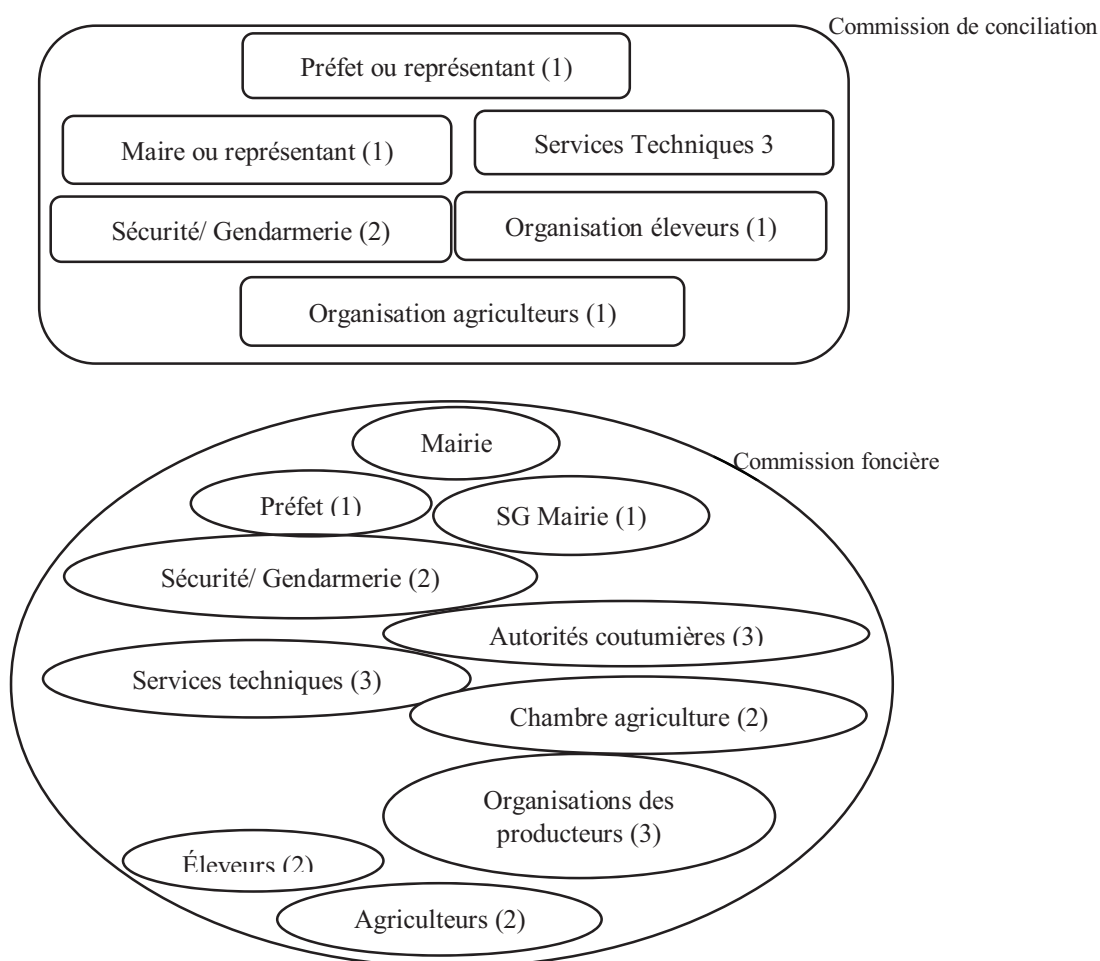 Commission de conciliation
Préfet ou représentant (1)
Maire ou représentant (1)
Services Techniques 3
Sécurité/ Gendarmerie (2)
Organisation éleveurs (1)
Organisation agriculteurs (1)
Mairie
Commission foncière
Préfet (1)
SG Mairie (1)
Sécurité/ Gendarmerie (2)
Autorités coutumières (3)
Services techniques (3)
Chambre agriculture (2)
Organisations des
producteurs (3)
Éleveurs (2)
Agriculteurs (2)